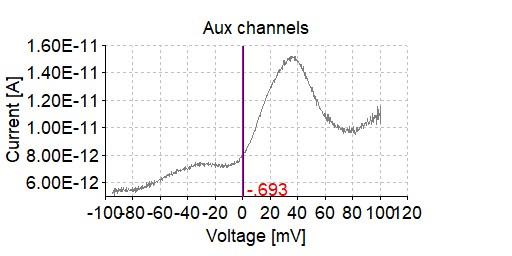 Aux channels
1.60E-11
1.40E-11
1.20E-11
1.00E-11
8.00E-12
6.00E-12
Current [A]
-.693
-100 -80 -60 -40 -20 0 20 40 60 80 100 120
Voltage [mV]